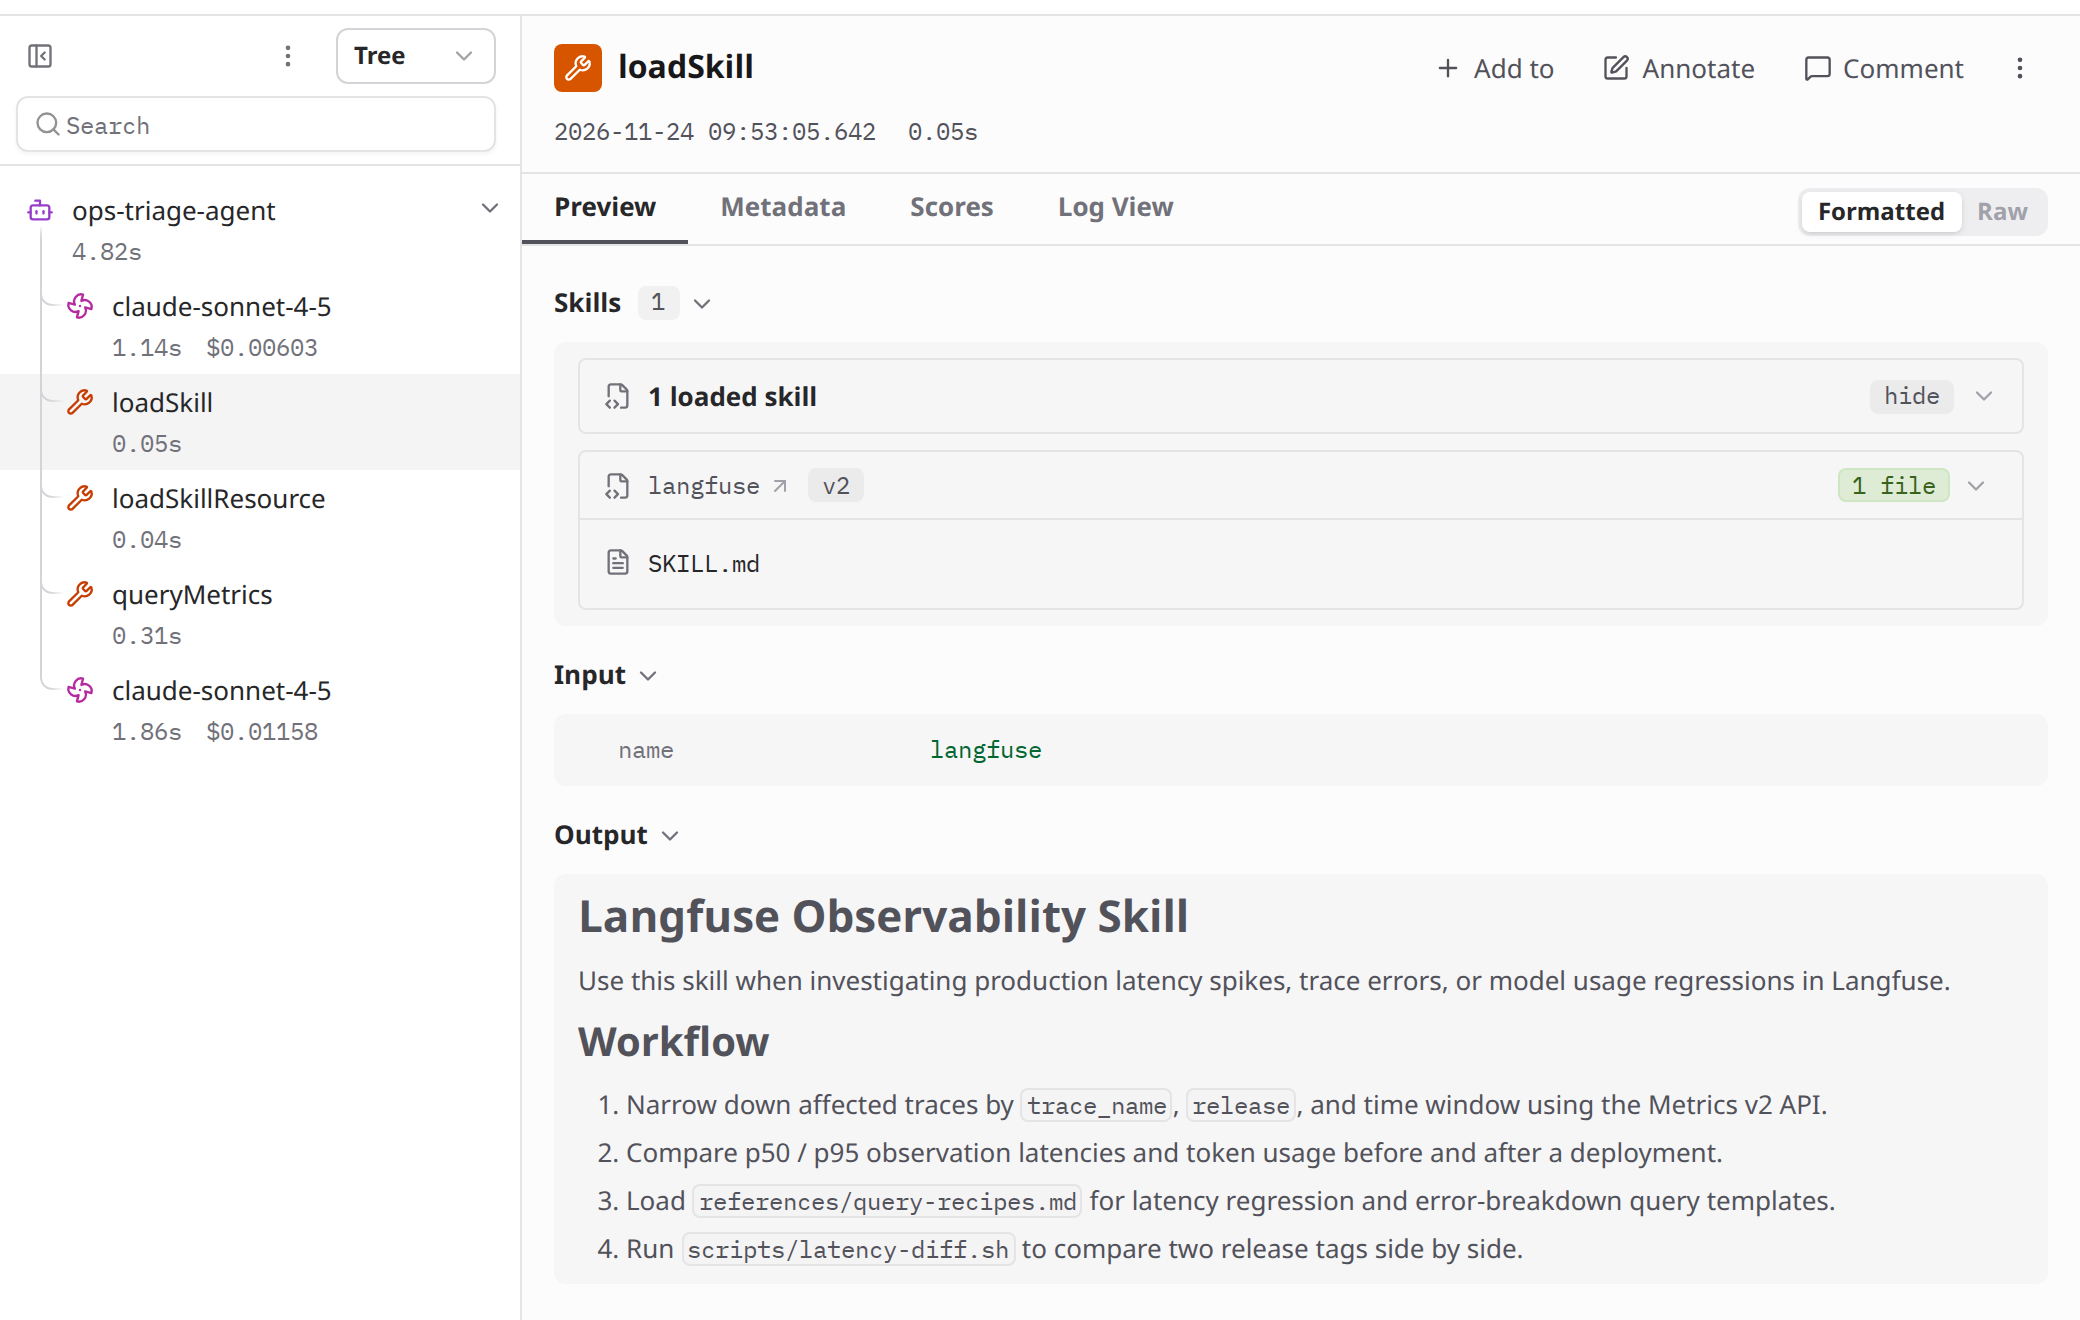 Tree
Search
ops-triage-agent
4.82s
claude-sonnet-4-5
1.14s $0.00603
loadSkill
0.05s
loadSkillResource
0.04s
queryMetrics
0.31s
claude-sonnet-4-5
1.86s $0.01158
loadSkill
Add to Annotate Comment
2026-11-24 09:53:05.642 0.05s
Preview Metadata Scores Log View Formatted Raw
Skills 1
1 loaded skill hide
langfuse v2 1 file
SKILL.md
Input
name langfuse
Output
Langfuse Observability Skill
Use this skill when investigating production latency spikes, trace errors, or model usage regressions in Langfuse.
Workflow
1. Narrow down affected traces by trace_name, release, and time window using the Metrics v2 API.
2. Compare p50 / p95 observation latencies and token usage before and after a deployment.
3. Load references/query-recipes.md for latency regression and error-breakdown query templates.
4. Run scripts/latency-diff.sh to compare two release tags side by side.